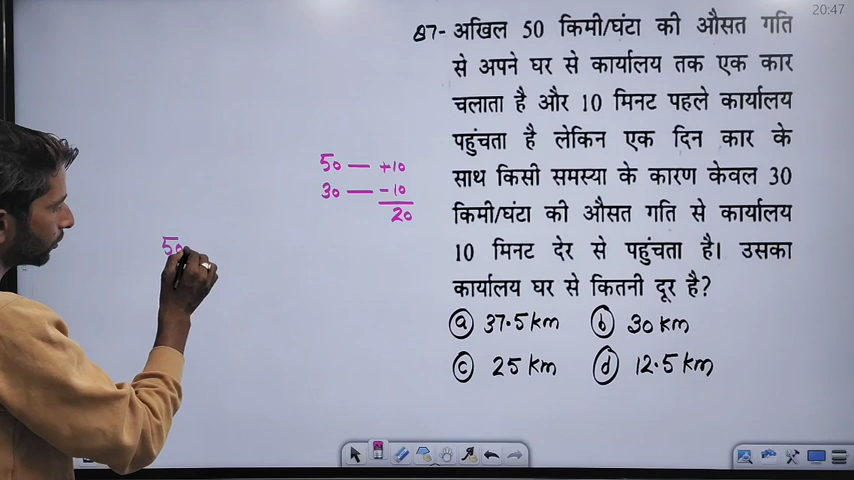 20:47
87- अखिल 50 किमी/घंटा की औसत गति
से अपने घर से कार्यालय तक एक कार
चलाता है और 10 मिनट पहले कार्यालय
पहुंचता है लेकिन एक दिन कार के
साथ किसी समस्या के कारण केवल 30
किमी/घंटा की औसत गति से कार्यालय
10 मिनट देर से पहुंचता है। उसका
कार्यालय घर से कितनी दूर है?
(a) 37.5 km (b) 30 km
(c) 25 km (d) 12.5 km
50 — +10
30 — -10
20
50